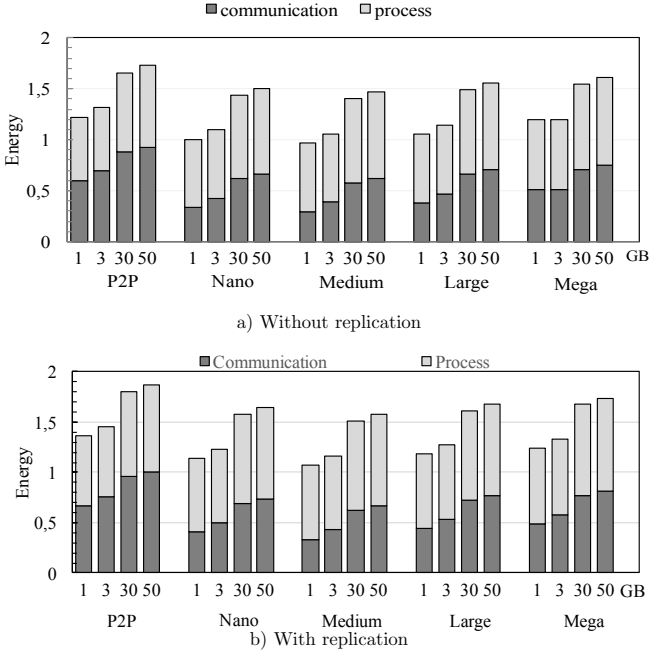 communication process
2
1,5
1
0,5
0
Energy
1 3 30 50 1 3 30 50 1 3 30 50 1 3 30 50 1 3 30 50 GB
P2P Nano Medium Large Mega
a) Without replication
Communication Process
2
1,5
1
0,5
0
Energy
1 3 30 50 1 3 30 50 1 3 30 50 1 3 30 50 1 3 30 50 GB
P2P Nano Medium Large Mega
b) With replication